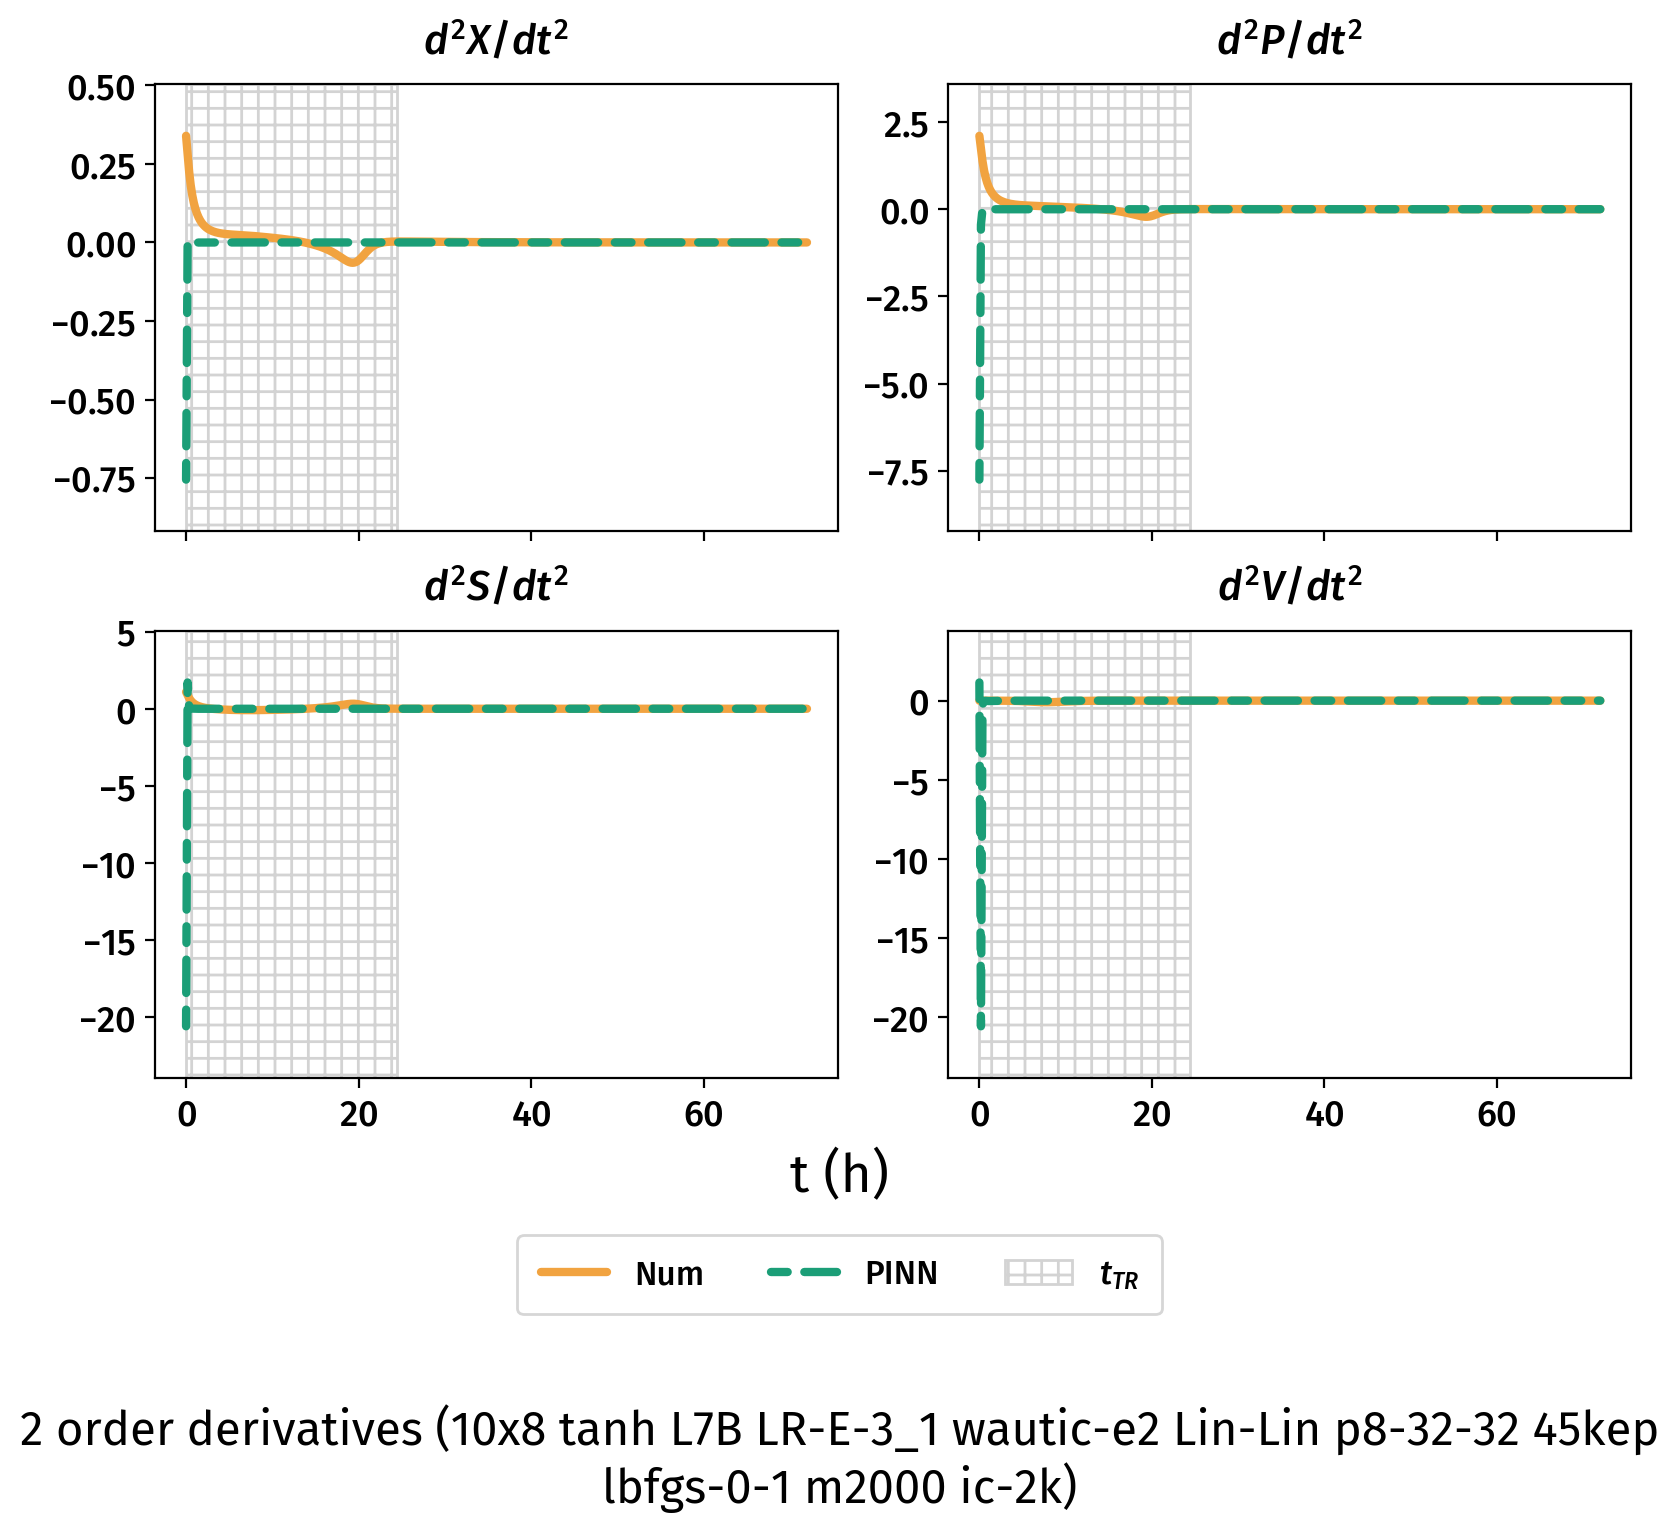 d²X/dt²
d²P/dt²
0.50
0.25
0.00
−0.25
−0.50
−0.75
2.5
0.0
−2.5
−5.0
−7.5
d²S/dt²
d²V/dt²
5
0
−5
−10
−15
−20
0
−5
−10
−15
−20
0 20 40 60
0 20 40 60
t (h)
Num PINN t_TR
2 order derivatives (10x8 tanh L7B LR-E-3_1 wautic-e2 Lin-Lin p8-32-32 45kep
lbfgs-0-1 m2000 ic-2k)